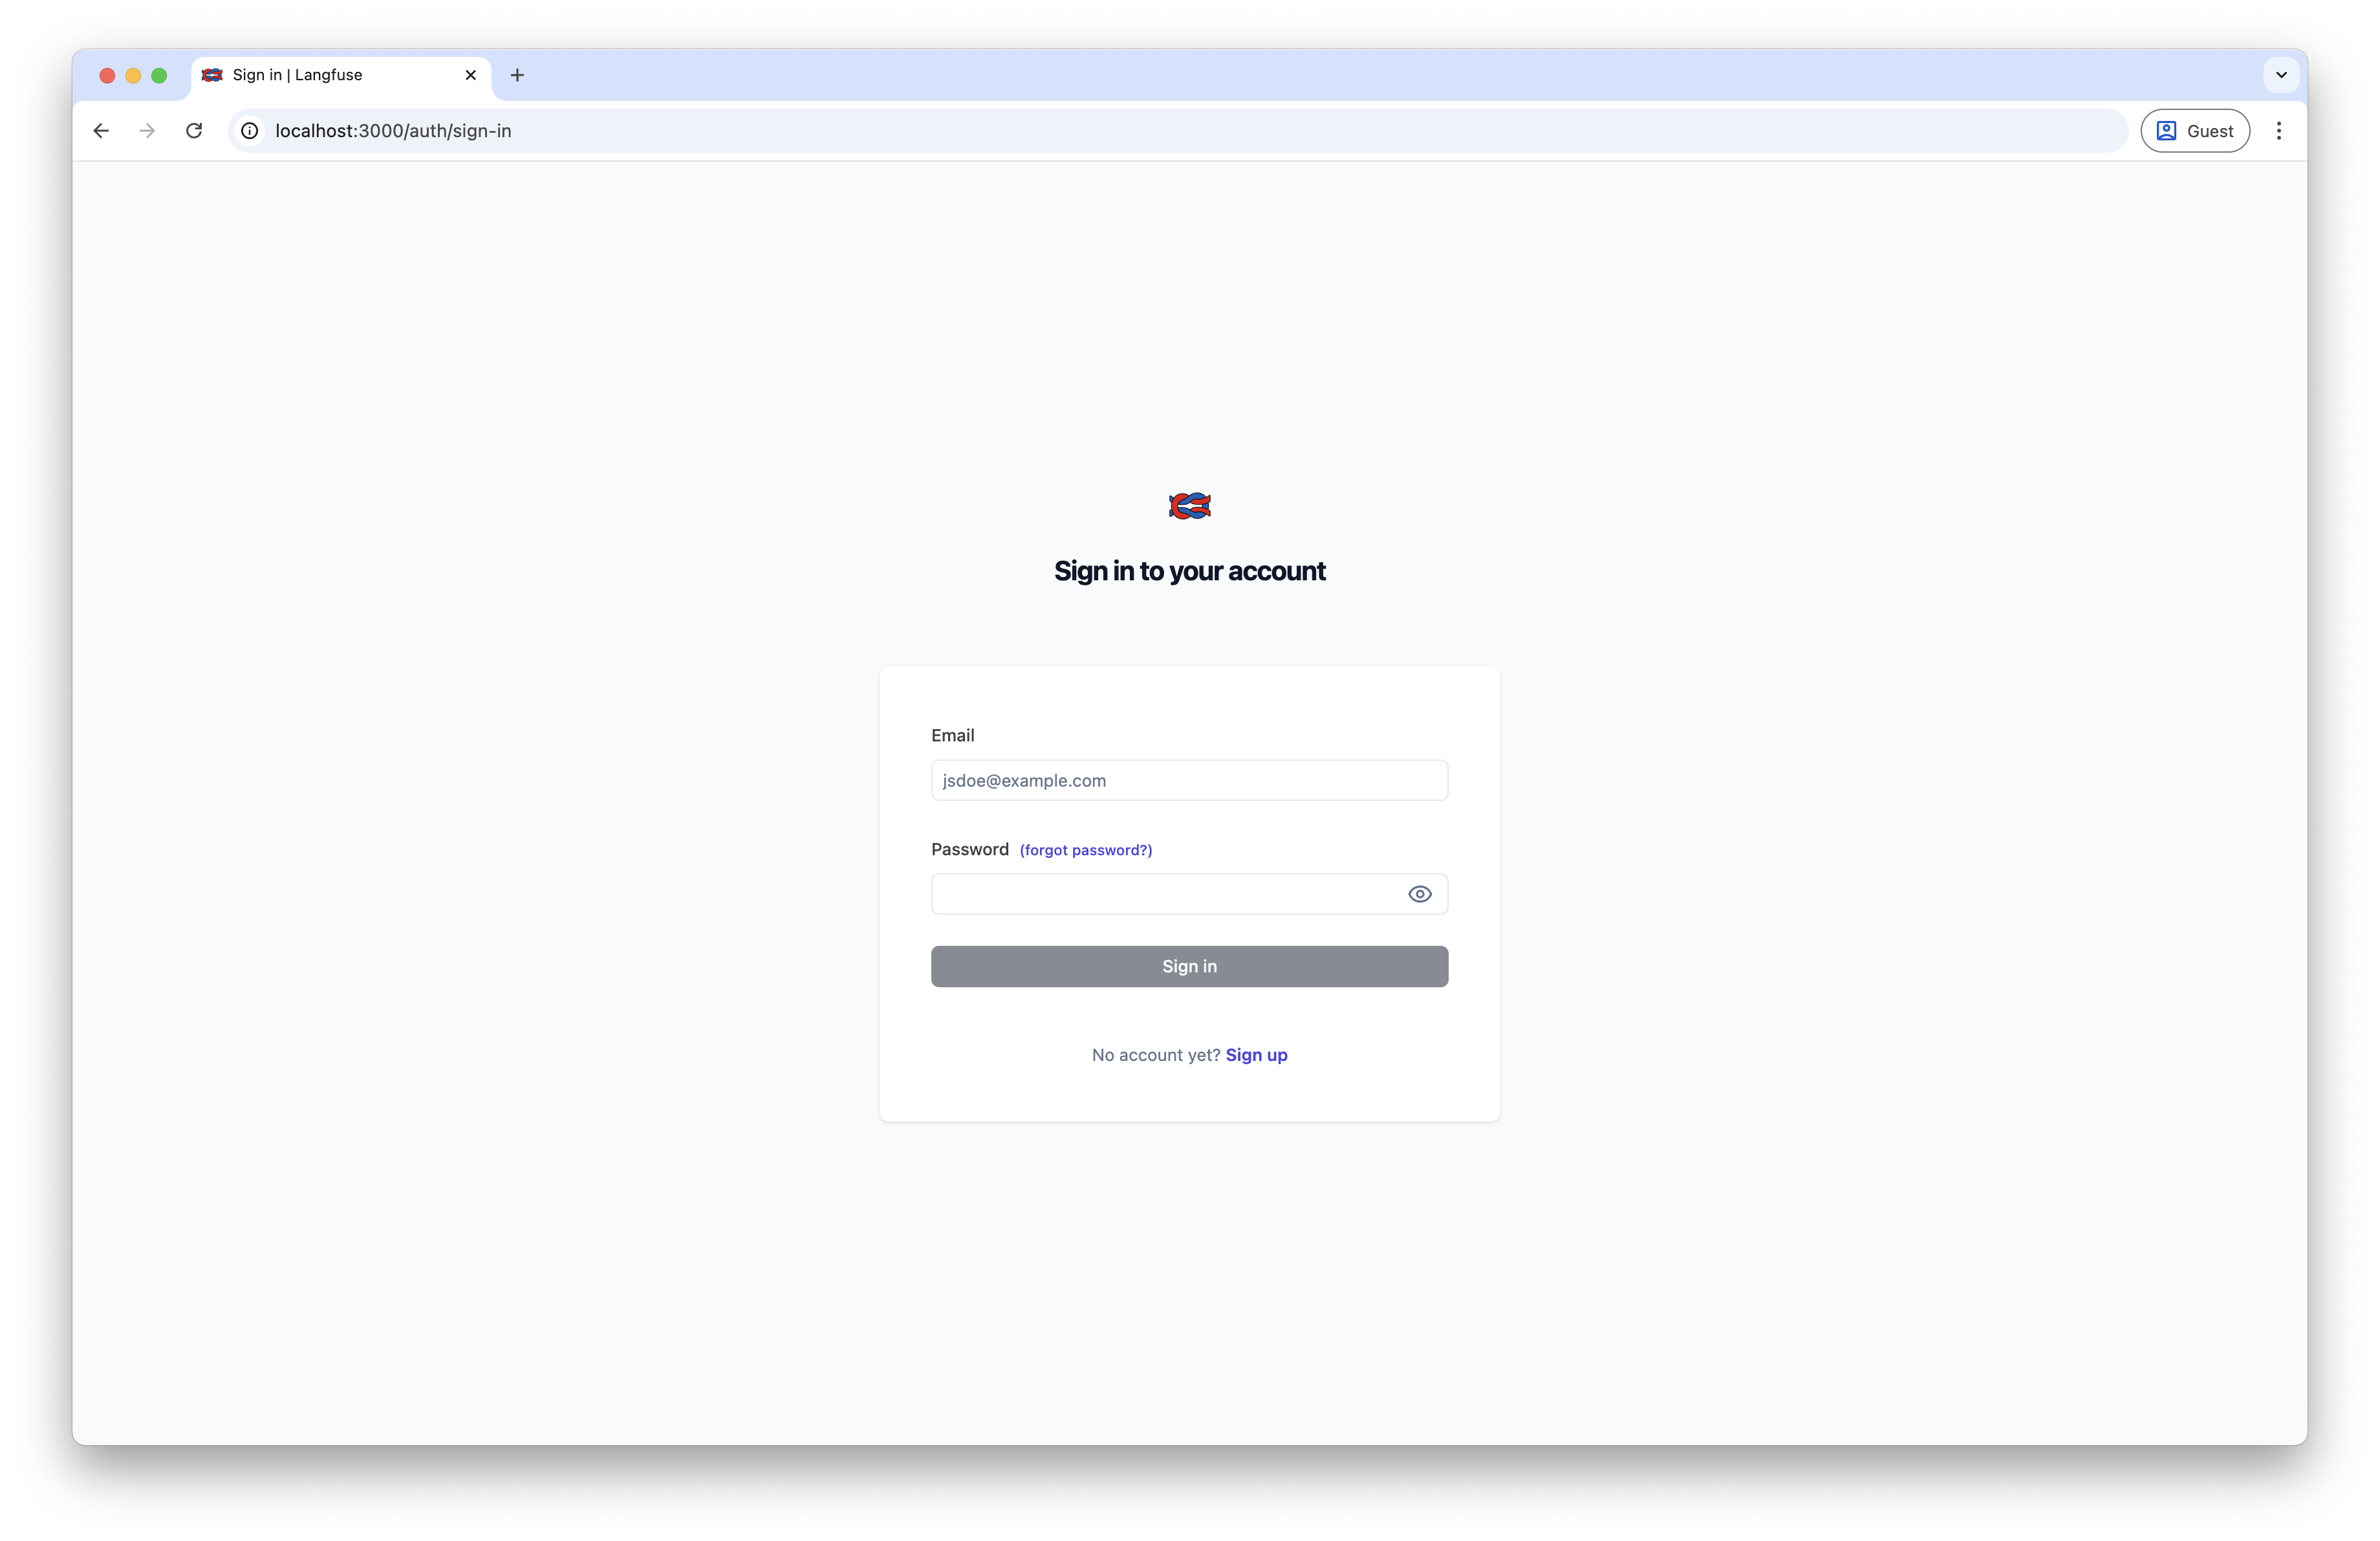 Sign in | Langfuse
localhost:3000/auth/sign-in
Guest
Sign in to your account
Email
jsdoe@example.com
Password (forgot password?)
Sign in
No account yet? Sign up